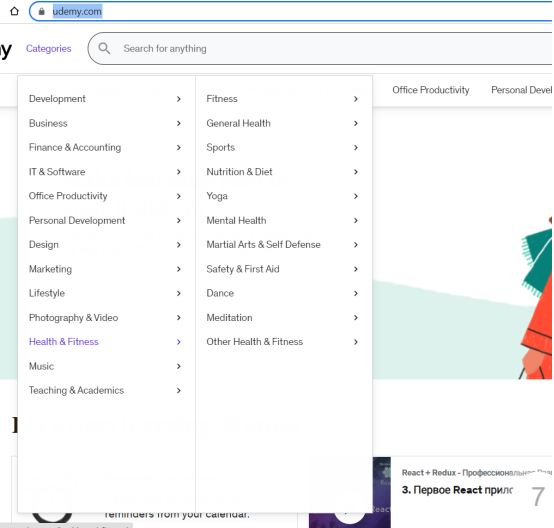 udemy.com
Categories
Search for anything
Office Productivity
Development
Business
Finance & Accounting
IT & Software
Office Productivity
Personal Development
Design
Marketing
Lifestyle
Photography & Video
Health & Fitness
Music
Teaching & Academics
Fitness
General Health
Sports
Nutrition & Diet
Yoga
Mental Health
Martial Arts & Self Defense
Safety & First Aid
Dance
Meditation
Other Health & Fitness
reminders from your calendar.
React + Redux - Профессиональная
3. Первое React прил
7